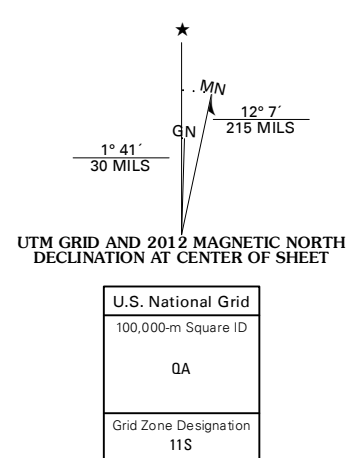 ★
MN
GN
12° 7´
215 MILS
1° 41´
30 MILS
UTM GRID AND 2012 MAGNETIC NORTH
DECLINATION AT CENTER OF SHEET
U.S. National Grid
100,000-m Square ID
QA
Grid Zone Designation
11S